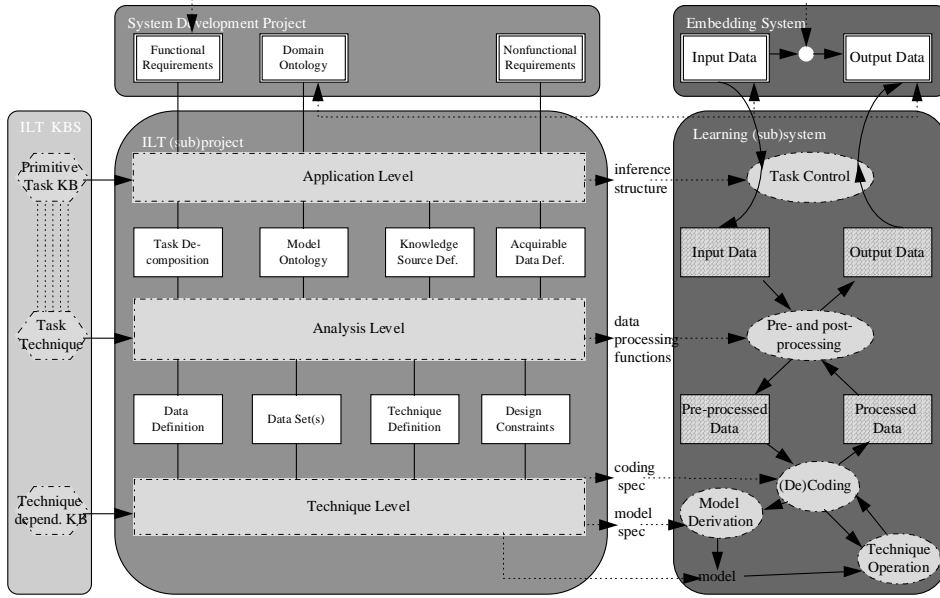 System Development Project
Functional
Requirements
Domain
Ontology
Nonfunctional
Requirements
Embedding System
Input Data
Output Data
ILT KBS
Primitive
Task KB
Task
Technique
Technique
depend. KB
ILT (sub)project
Application Level
Task De-
composition
Model
Ontology
Knowledge
Source Def.
Acquirable
Data Def.
Analysis Level
Data
Definition
Data Set(s)
Technique
Definition
Design
Constraints
Technique Level
inference
structure
data
processing
functions
coding
spec
model
spec
Learning (sub)system
Task Control
Input Data
Output Data
Pre- and post-
processing
Pre-processed
Data
Processed
Data
(De)Coding
Model
Derivation
Technique
Operation
model